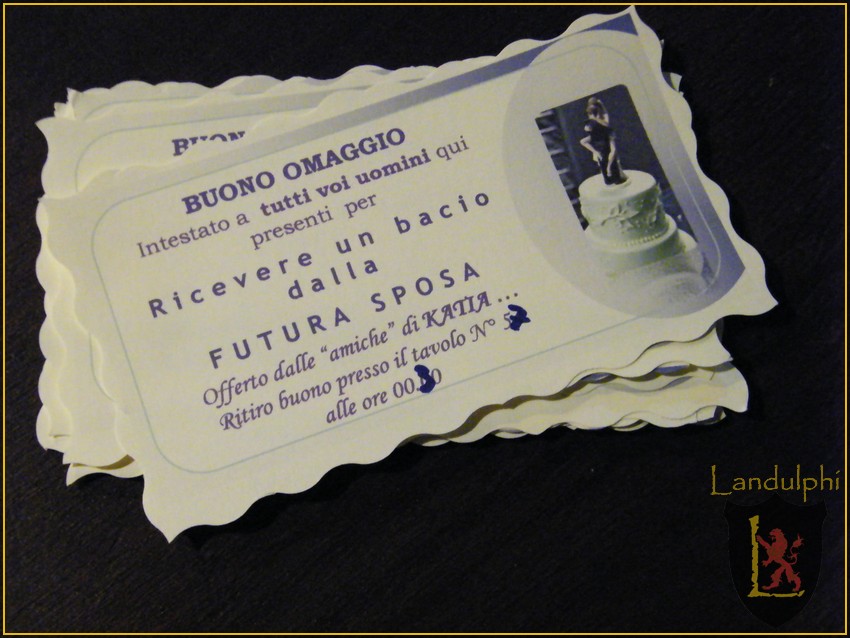 BUON
BUONO OMAGGIO
Intestato a tutti voi uomini qui
presenti per
Ricevere un bacio
dalla
FUTURA SPOSA
Offerto dalle "amiche" di KATIA ...
Ritiro buono presso il tavolo N°
alle ore
Landulphi
L